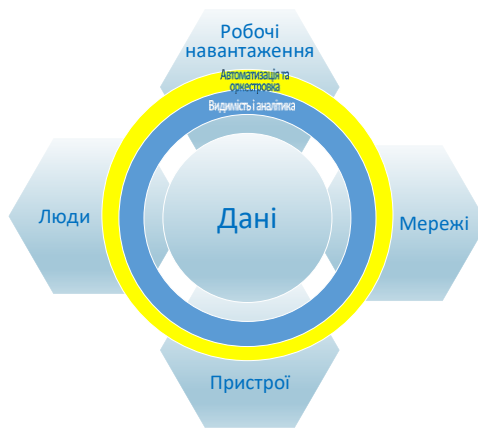 Робочі
навантаження
Автоматизація та
оркестровка
Видимість і аналітика
Люди
Дані
Мережі
Пристрої